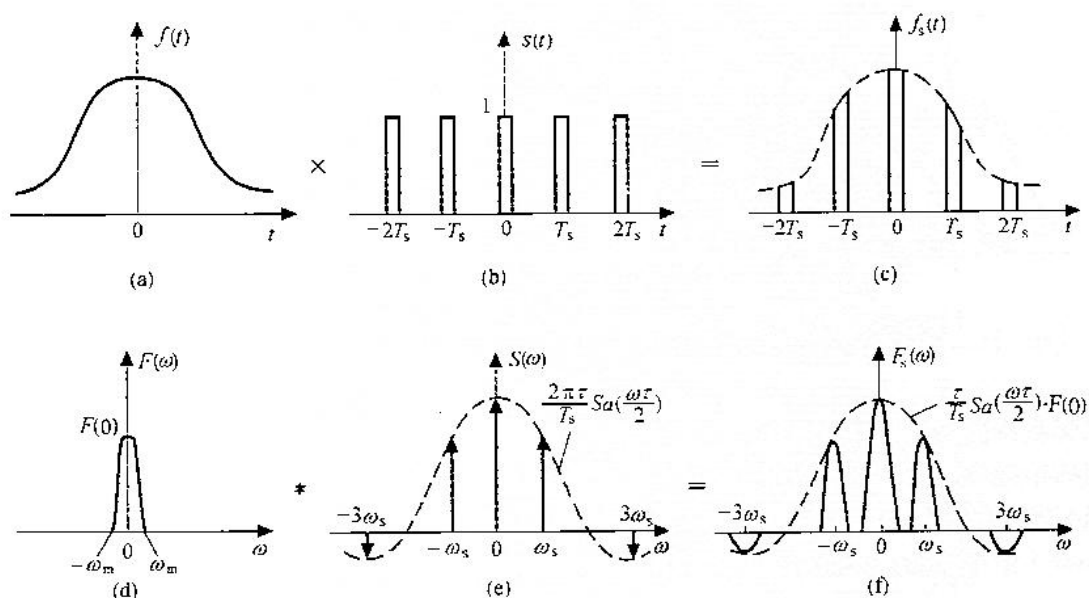 f(t)
0
t
(a)
×
s(t)
1
-2Tₛ -Tₛ 0 Tₛ 2Tₛ t
(b)
=
fₛ(t)
-2Tₛ -Tₛ 0 Tₛ 2Tₛ t
(c)
F(ω)
F(0)
-ωₘ 0 ωₘ ω
(d)
*
S(ω)
2πτ/Tₛ Sa(ωτ/2)
-3ωₛ -ωₛ 0 ωₛ 3ωₛ ω
(e)
=
Fₛ(ω)
τ/Tₛ Sa(ωτ/2)·F(0)
-3ωₛ -ωₛ 0 ωₛ 3ωₛ ω
(f)